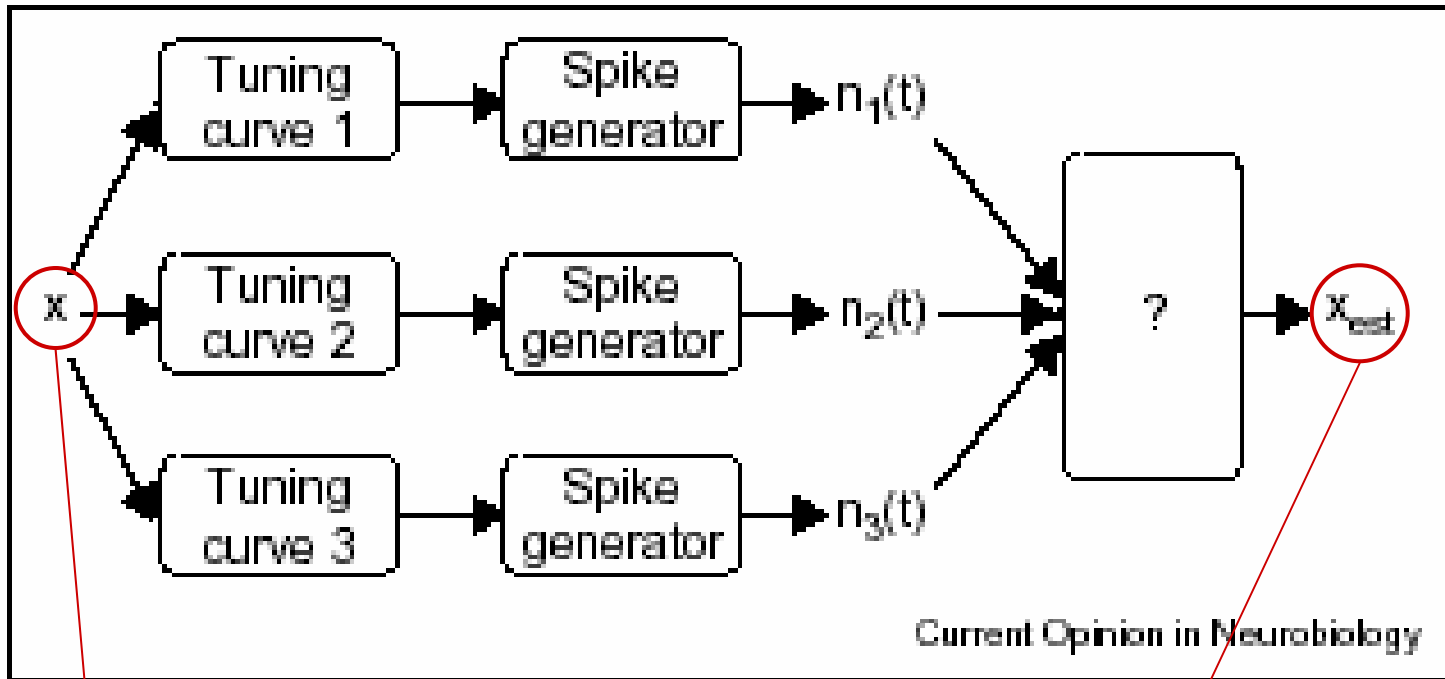 Tuning
curve 1
Spike
generator
n₁(t)
x
Tuning
curve 2
Spike
generator
n₂(t)
?
xₑₛₜ
Tuning
curve 3
Spike
generator
n₃(t)
Current Opinion in Neurobiology